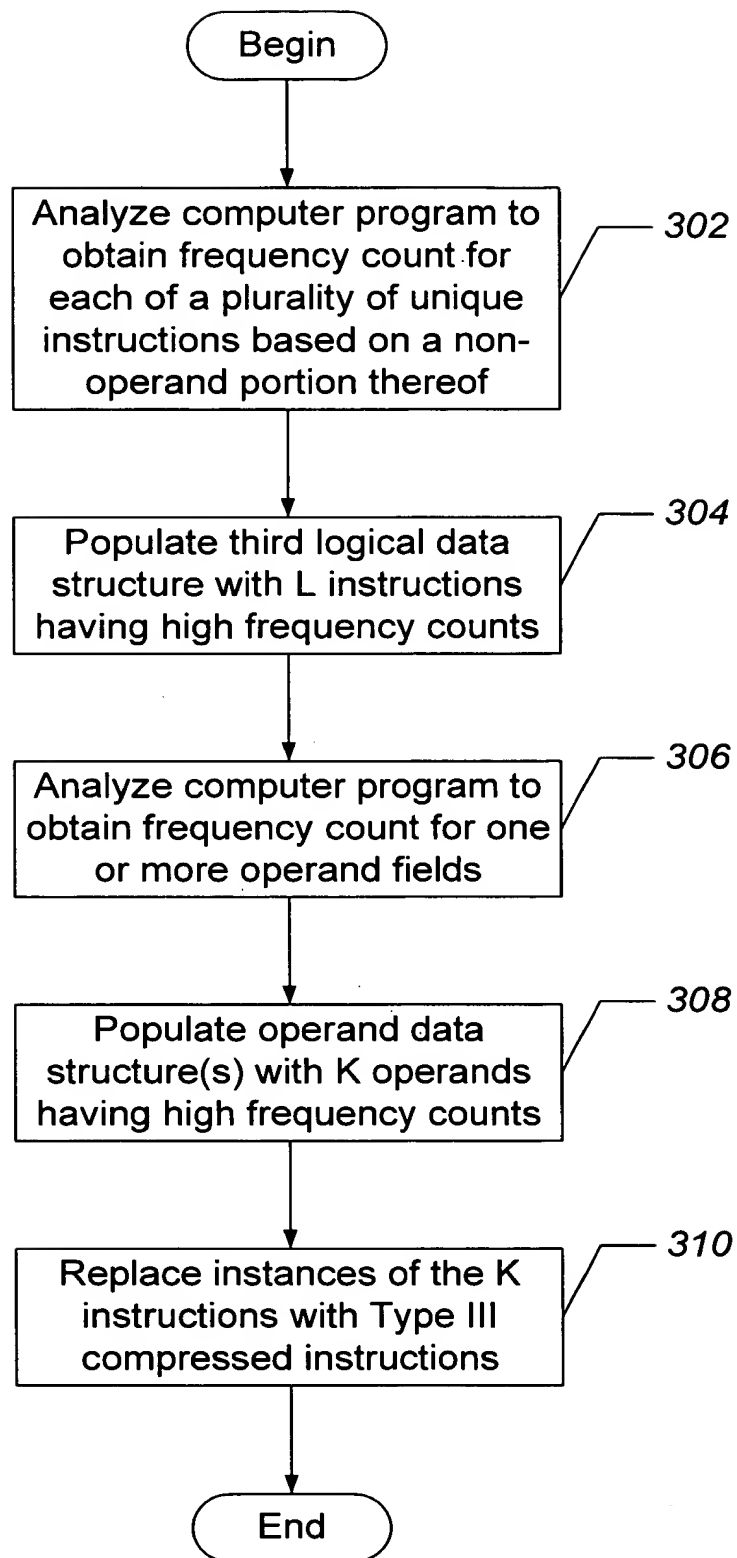 Begin
Analyze computer program to
obtain frequency count for
each of a plurality of unique
instructions based on a non-
operand portion thereof
302
Populate third logical data
structure with L instructions
having high frequency counts
304
Analyze computer program to
obtain frequency count for one
or more operand fields
306
Populate operand data
structure(s) with K operands
having high frequency counts
308
Replace instances of the K
instructions with Type III
compressed instructions
310
End